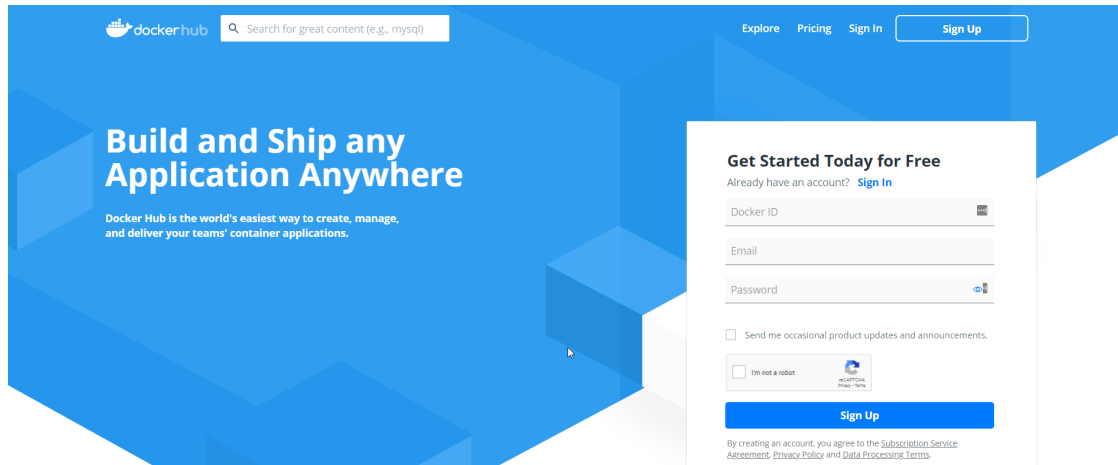 dockerhub
Search for great content (e.g., mysql)
Explore Pricing Sign In Sign Up
Build and Ship any
Application Anywhere
Docker Hub is the world's easiest way to create, manage,
and deliver your teams' container applications.
Get Started Today for Free
Already have an account? Sign In
Docker ID
Email
Password
Send me occasional product updates and announcements.
I'm not a robot
reCAPTCHA
Privacy - Terms
Sign Up
By creating an account, you agree to the Subscription Service
Agreement, Privacy Policy and Data Processing Terms.